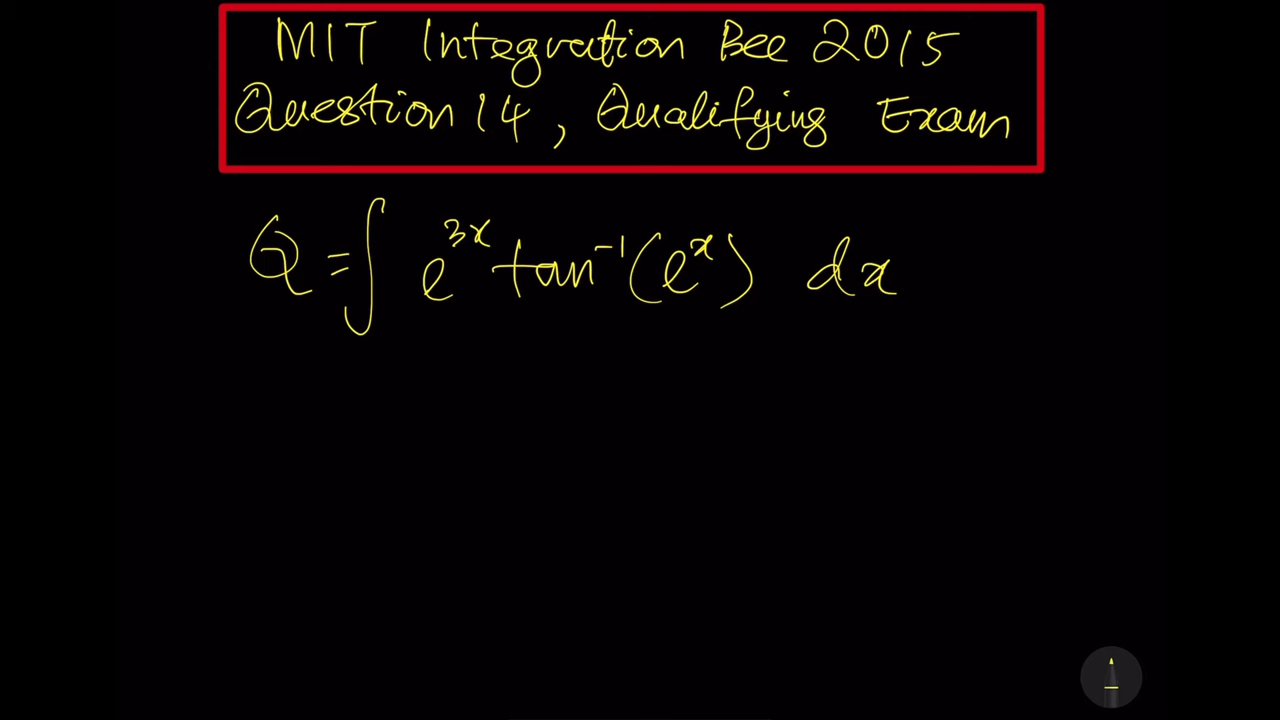 MIT Integration Bee 2015
Question 14, Qualifying Exam
Q = ∫ e^{3x} tan^{-1}(e^x) dx